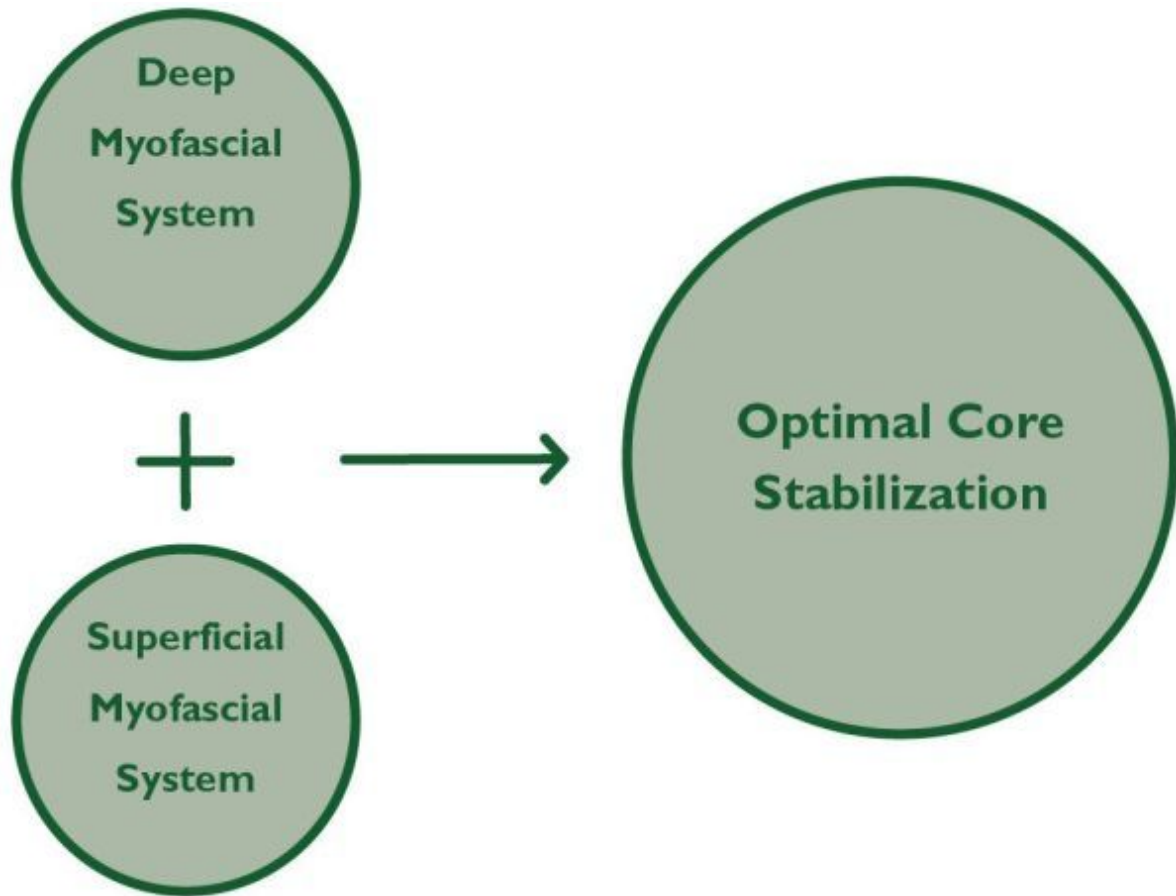 Deep
Myofascial
System
+
Superficial
Myofascial
System
Optimal Core
Stabilization